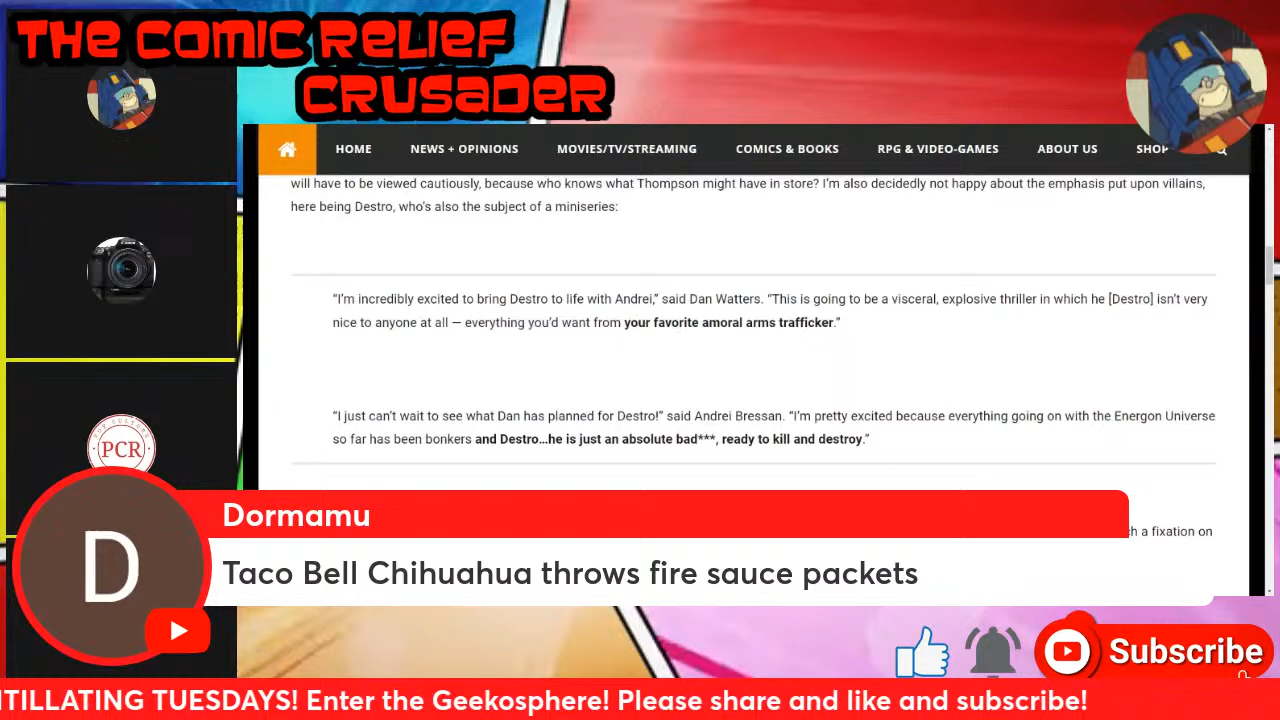 THE COMIC RELIEF
CRUSADER
HOME NEWS + OPINIONS MOVIES/TV/STREAMING COMICS & BOOKS RPG & VIDEO-GAMES ABOUT US SHOP
will have to be viewed cautiously, because who knows what Thompson might have in store? I’m also decidedly not happy about the emphasis put upon villains,
here being Destro, who’s also the subject of a miniseries:
“I’m incredibly excited to bring Destro to life with Andrei,” said Dan Watters. “This is going to be a visceral, explosive thriller in which he [Destro] isn’t very
nice to anyone at all — everything you’d want from your favorite amoral arms trafficker.”
“I just can’t wait to see what Dan has planned for Destro!” said Andrei Bressan. “I’m pretty excited because everything going on with the Energon Universe
so far has been bonkers and Destro…he is just an absolute bad***, ready to kill and destroy.”
POP CULTURE
PCR
a fixation on
D
Dormamu
Taco Bell Chihuahua throws fire sauce packets
Subscribe
TILLATING TUESDAYS! Enter the Geekosphere! Please share and like and subscribe!